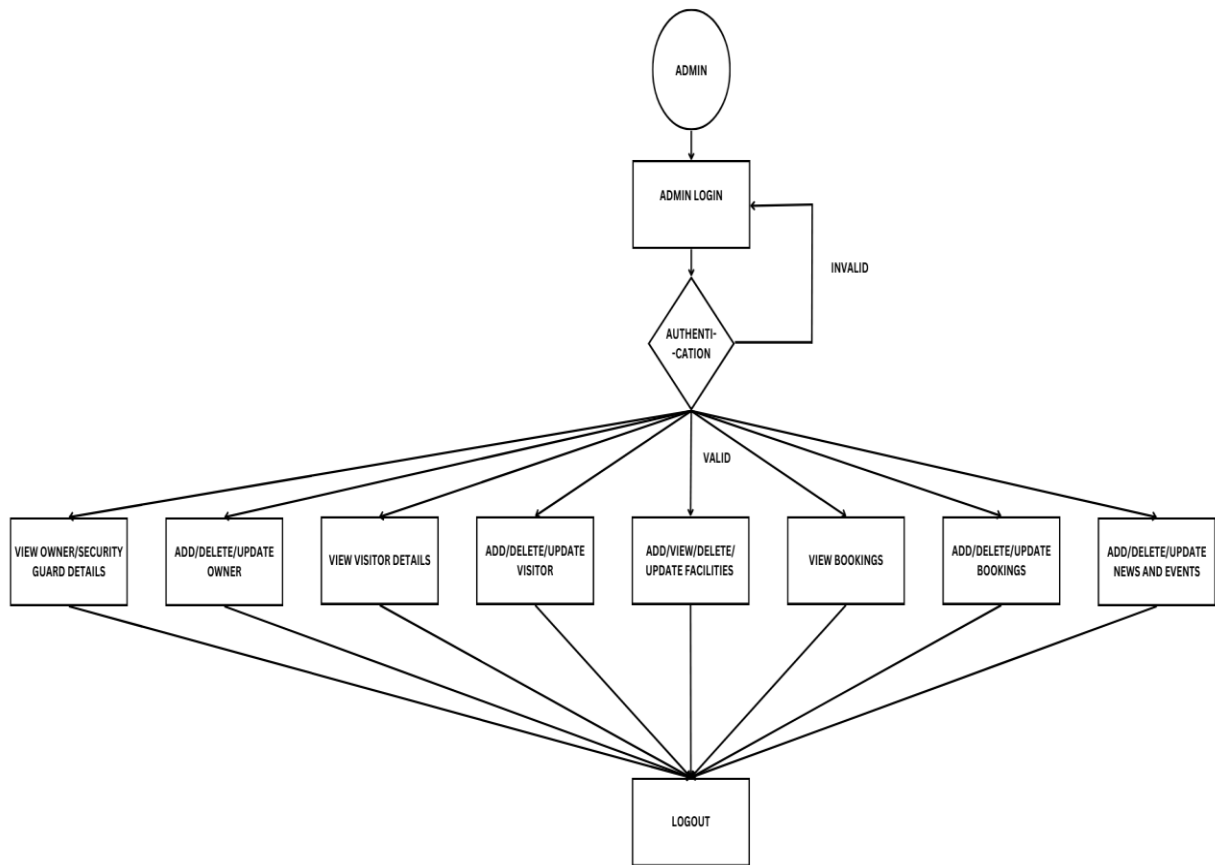 ADMIN
ADMIN LOGIN
INVALID
AUTHENTI-
-CATION
VALID
VIEW OWNER/SECURITY
GUARD DETAILS
ADD/DELETE/UPDATE
OWNER
VIEW VISITOR DETAILS
ADD/DELETE/UPDATE
VISITOR
ADD/VIEW/DELETE/
UPDATE FACILITIES
VIEW BOOKINGS
ADD/DELETE/UPDATE
BOOKINGS
ADD/DELETE/UPDATE
NEWS AND EVENTS
LOGOUT